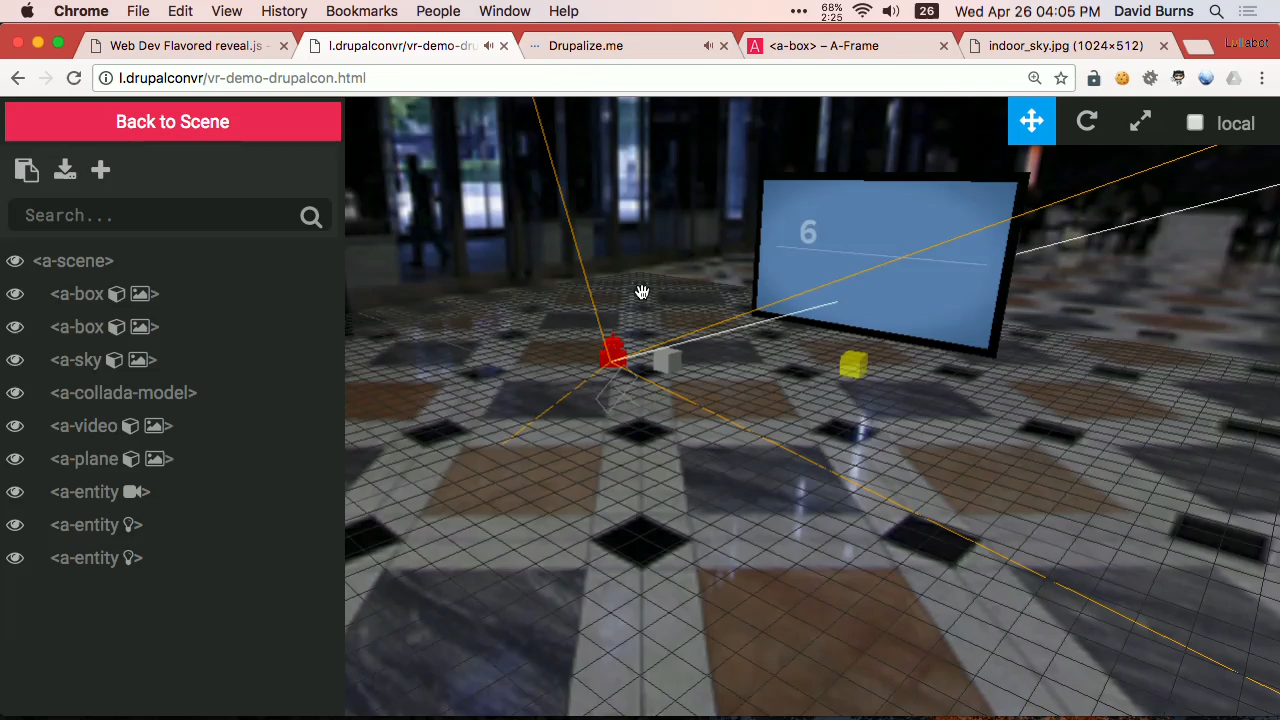 Chrome File Edit View History Bookmarks People Window Help ••• 68% 2:25 26 Wed Apr 26 04:05 PM David Burns
Web Dev Flavored reveal.js - l.drupalconvr/vr-demo-dru Drupalize.me A <a-box> – A-Frame indoor_sky.jpg (1024×512) Lullabot
l.drupalconvr/vr-demo-drupalcon.html
Back to Scene
local
Search...
<a-scene>
<a-box >
<a-box >
<a-sky >
<a-collada-model>
<a-video >
<a-plane >
<a-entity >
<a-entity >
<a-entity >
6